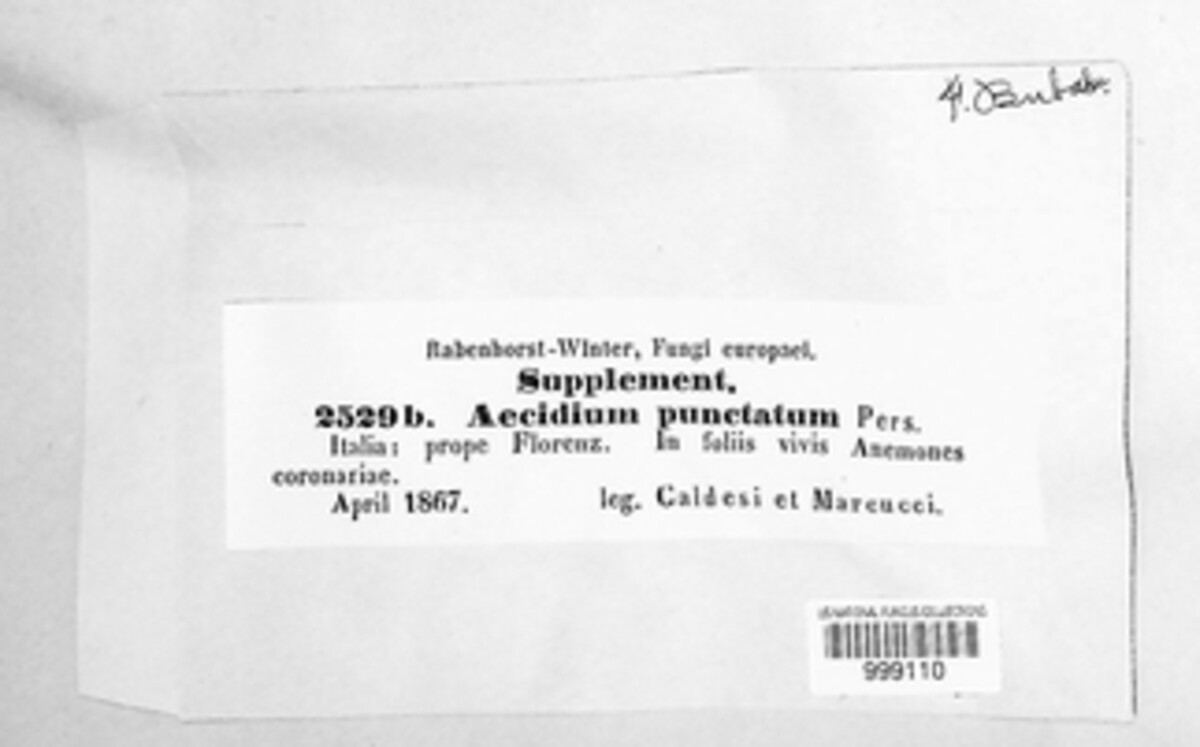 Rabenhorst-Winter, Fungi europaei.
Supplement.
2529b. Aecidium punctatum Pers.
Italia: prope Florenz. In foliis vivis Anemones
coronariae.
April 1867. leg. Caldesi et Marcucci.
999110